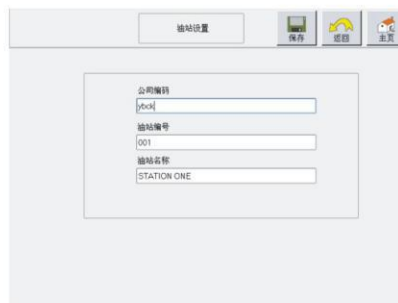 油站设置
保存
返回
主页
公司编码
ybck
油站编号
001
油站名称
STATION ONE